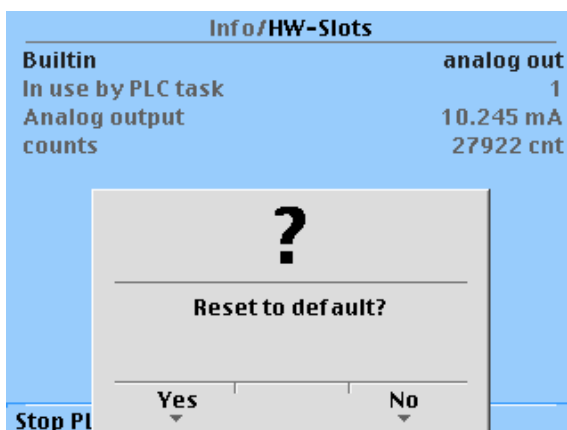 Info/HW-Slots
Builtin analog out
In use by PLC task 1
Analog output 10.245 mA
counts 27922 cnt
?
Reset to default?
Yes No
Stop PL